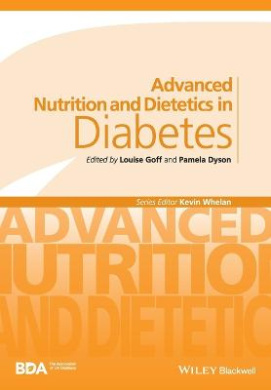 Advanced
Nutrition and Dietetics in
Diabetes
Edited by Louise Goff and Pamela Dyson
Series Editor Kevin Whelan
ADVANCED
NUTRITION
AND DIETETIC
BDA
WILEY Blackwell